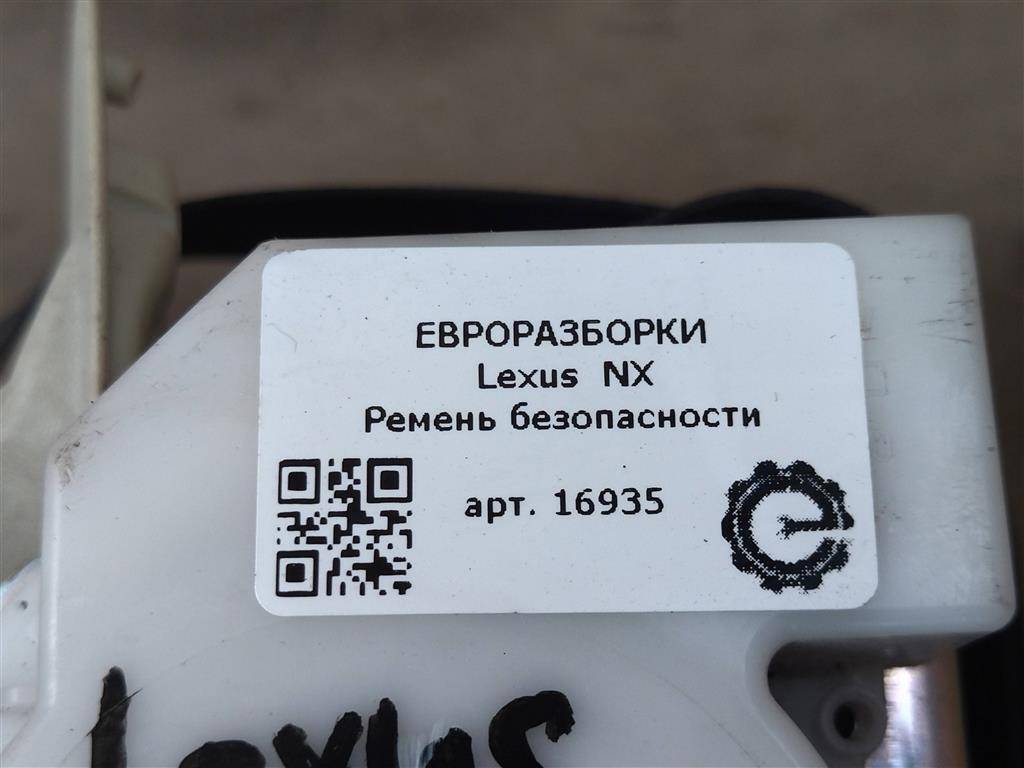 ЕВРОРАЗБОРКИ
Lexus NX
Ремень безопасности
арт. 16935
Lexus